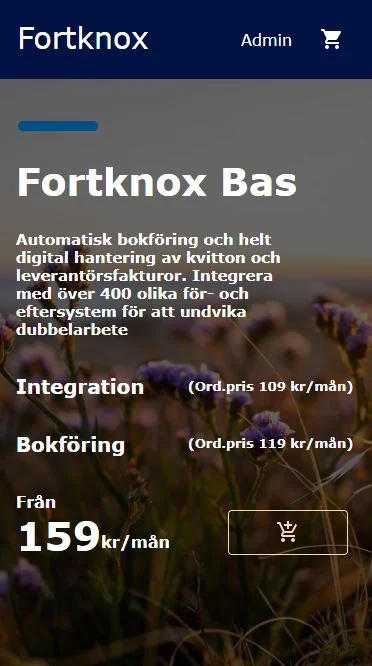 Fortknox
Admin
Fortknox Bas
Automatisk bokföring och helt
digital hantering av kvitton och
leverantörsfakturor. Integrera
med över 400 olika för- och
eftersystem för att undvika
dubbelarbete
Integration (Ord.pris 109 kr/mån)
Bokföring (Ord.pris 119 kr/mån)
Från
159kr/mån